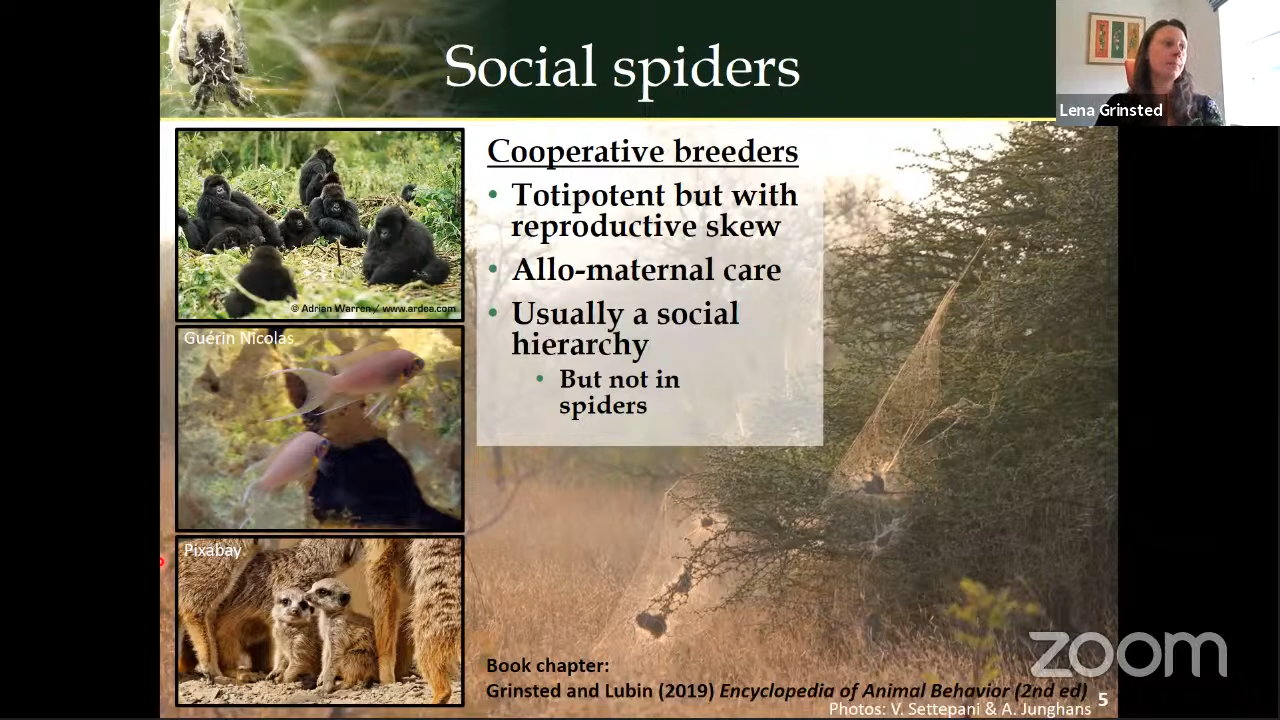 Social spiders
Lena Grinsted
© Adrian Warren / www.ardea.com
Guérin Nicolas
Pixabay
Cooperative breeders
• Totipotent but with
reproductive skew
• Allo-maternal care
• Usually a social
hierarchy
• But not in
spiders
Book chapter:
Grinsted and Lubin (2019) Encyclopedia of Animal Behavior (2nd ed)
Photos: V. Settepani & A. Junghans
5
zoom